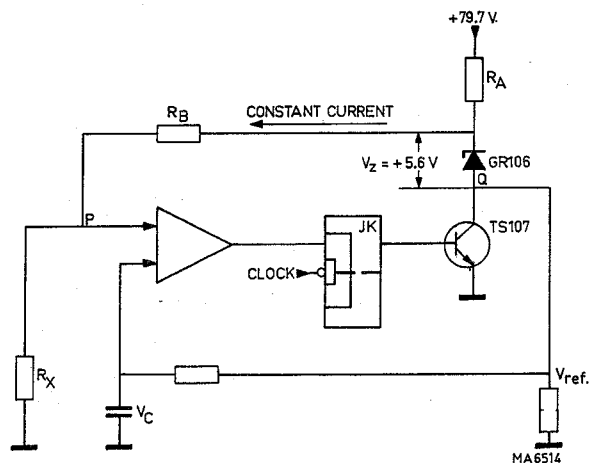 +79.7 V.
RA
RB
CONSTANT CURRENT
Vz = + 5.6 V
GR106
Q
P
JK
TS107
CLOCK
RX
VC
Vref.
MA6514